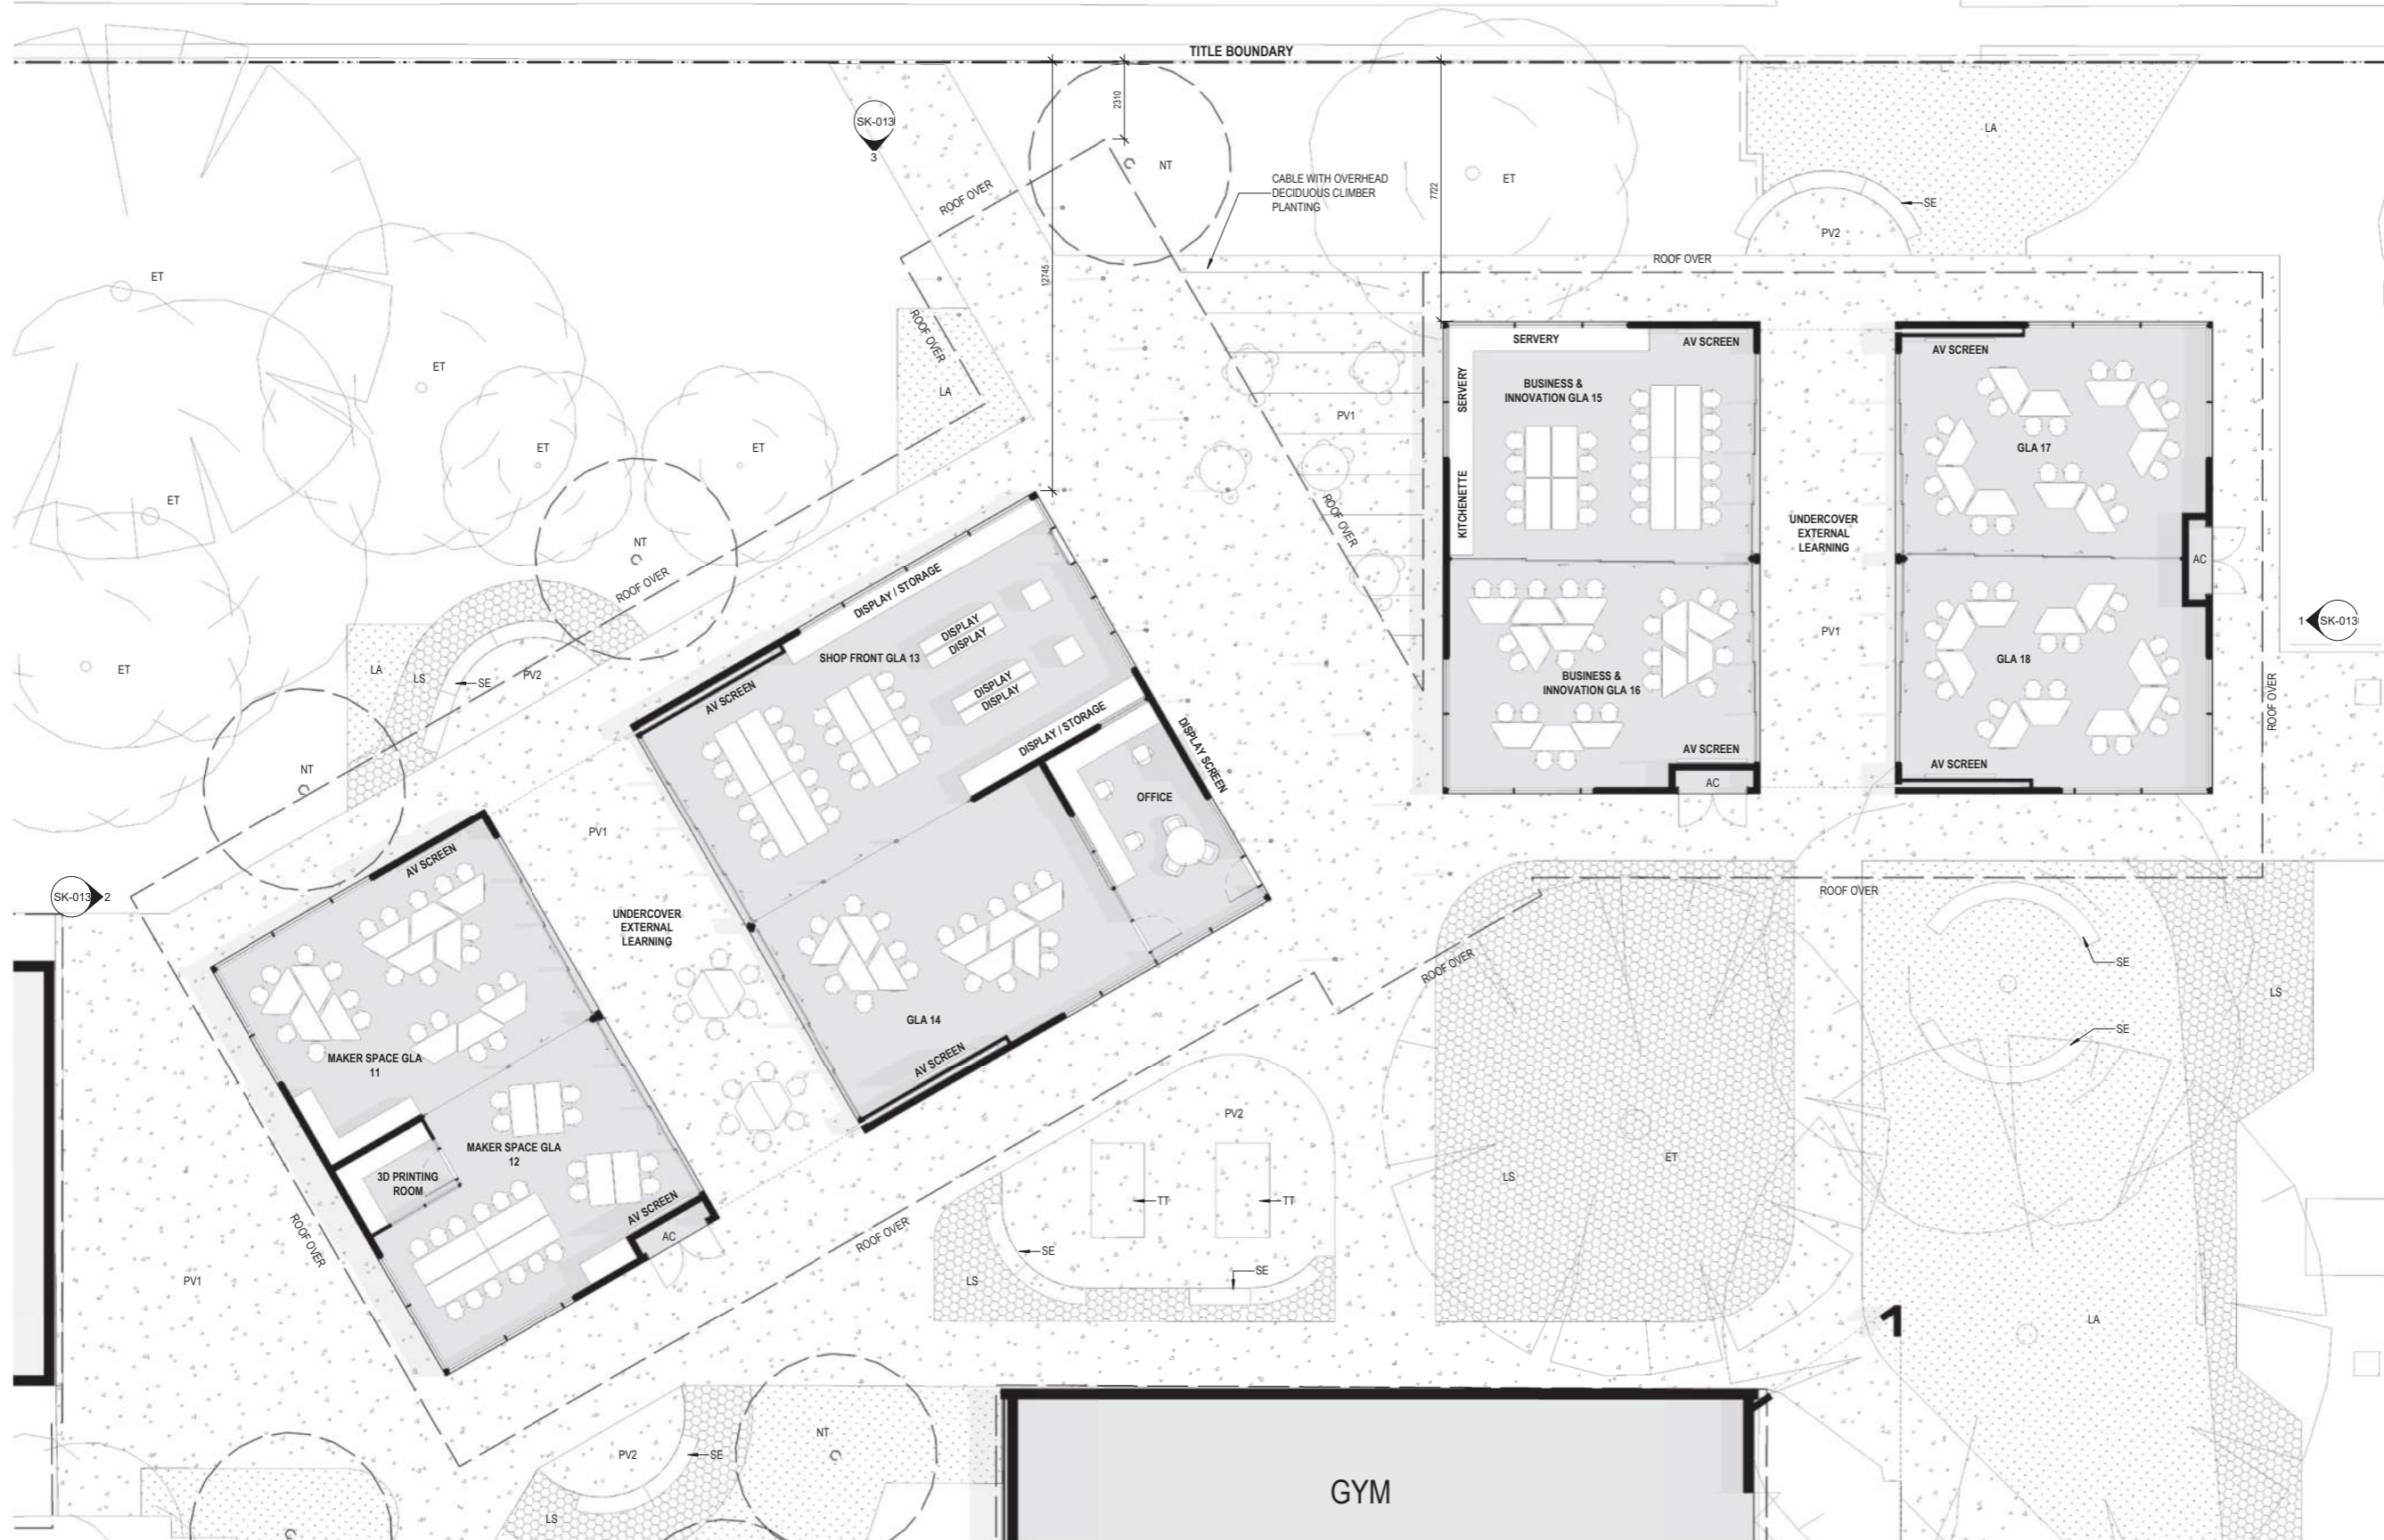 TITLE BOUNDARY
SK-013
3
2310
NT
ROOF OVER
CABLE WITH OVERHEAD
DECIDUOUS CLIMBER
PLANTING
7722
ET
LA
SE
PV2
ROOF OVER
12745
ET
ET
ET
ET
ET
ET
ROOF OVER
LA
PV1
SERVERY
AV SCREEN
SERVERY
BUSINESS &
INNOVATION GLA 15
KITCHENETTE
AV SCREEN
GLA 17
UNDERCOVER
EXTERNAL
LEARNING
AC
ROOF OVER
NT
ROOF OVER
DISPLAY / STORAGE
DISPLAY
DISPLAY
SHOP FRONT GLA 13
DISPLAY
DISPLAY
AV SCREEN
DISPLAY / STORAGE
DISPLAY SCREEN
OFFICE
PV1
1
SK-013
BUSINESS &
INNOVATION GLA 16
GLA 18
AV SCREEN
AC
AV SCREEN
ROOF OVER
LA
LS
SE
PV2
NT
PV1
AV SCREEN
SK-013
2
UNDERCOVER
EXTERNAL
LEARNING
ROOF OVER
ROOF OVER
SE
SE
LS
GLA 14
AV SCREEN
MAKER SPACE GLA
11
MAKER SPACE GLA
12
3D PRINTING
ROOM
AV SCREEN
AC
ROOF OVER
ROOF OVER
PV1
PV2
TT
TT
SE
SE
LS
LS
ET
1
LA
PV2
SE
NT
LS
GYM